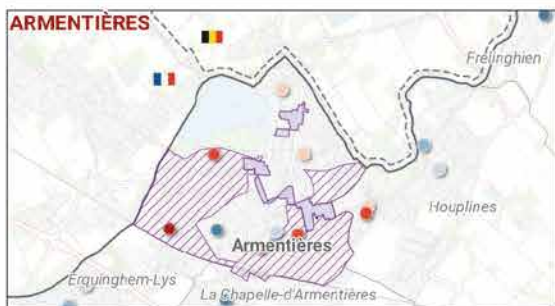 ARMENTIÈRES
Frelinghien
Houplines
Armentières
Erquinghem-Lys
La Chapelle-d'Armentières